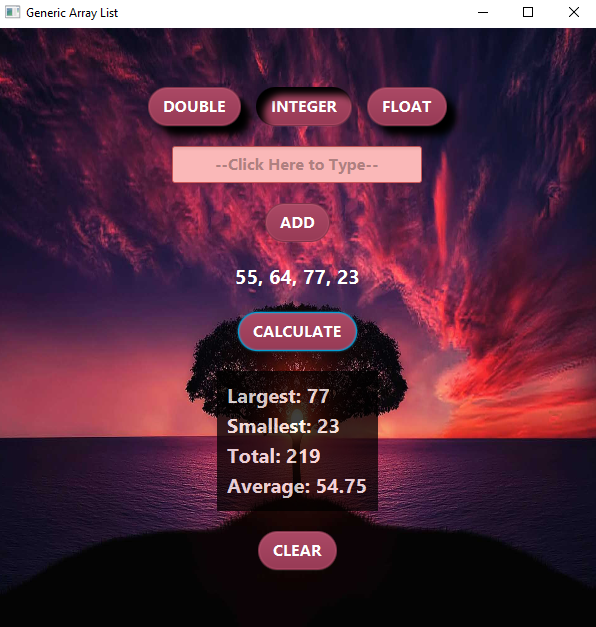 Generic Array List
DOUBLE INTEGER FLOAT
--Click Here to Type--
ADD
55, 64, 77, 23
CALCULATE
Largest: 77
Smallest: 23
Total: 219
Average: 54.75
CLEAR